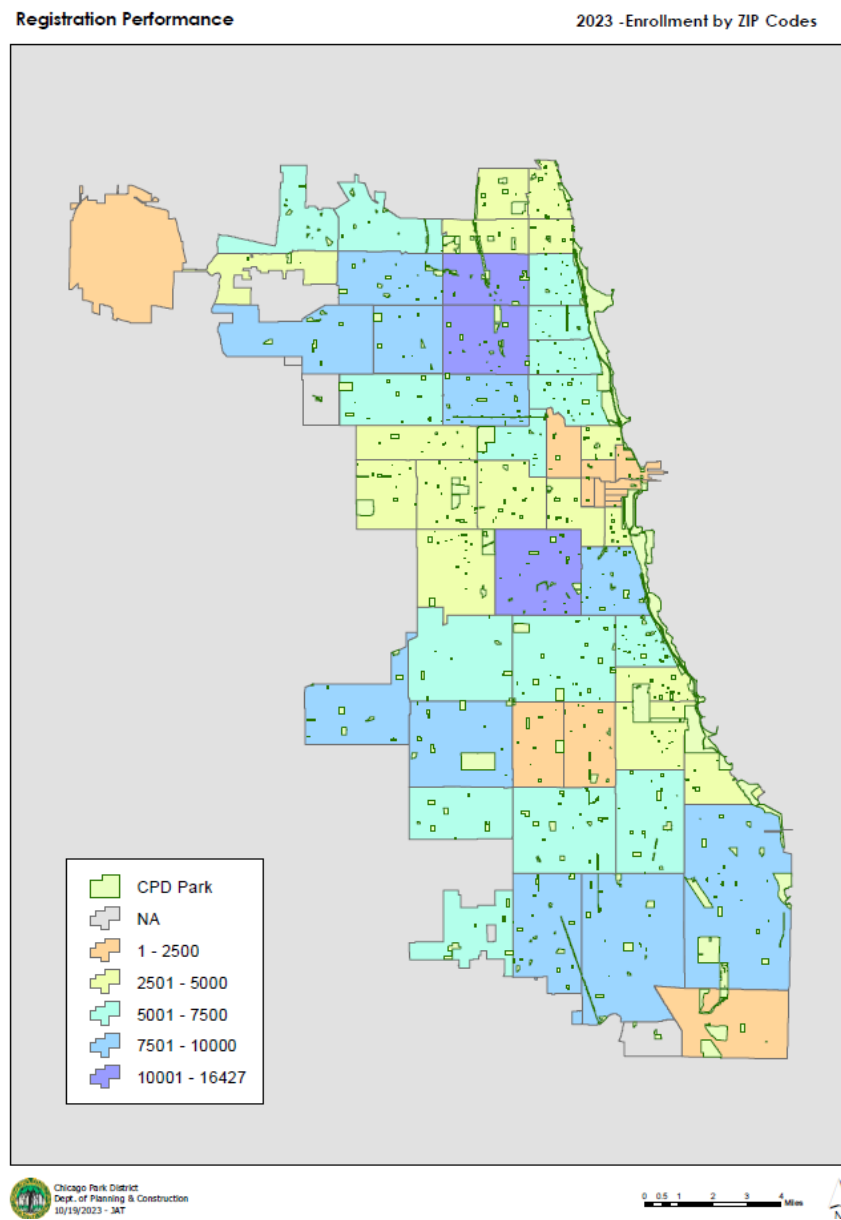 Registration Performance
2023 -Enrollment by ZIP Codes
CPD Park
NA
1 - 2500
2501 - 5000
5001 - 7500
7501 - 10000
10001 - 16427
Chicago Park District
Dept. of Planning & Construction
10/19/2023 - JAT
0 0.5 1 2 3 4
Miles
N